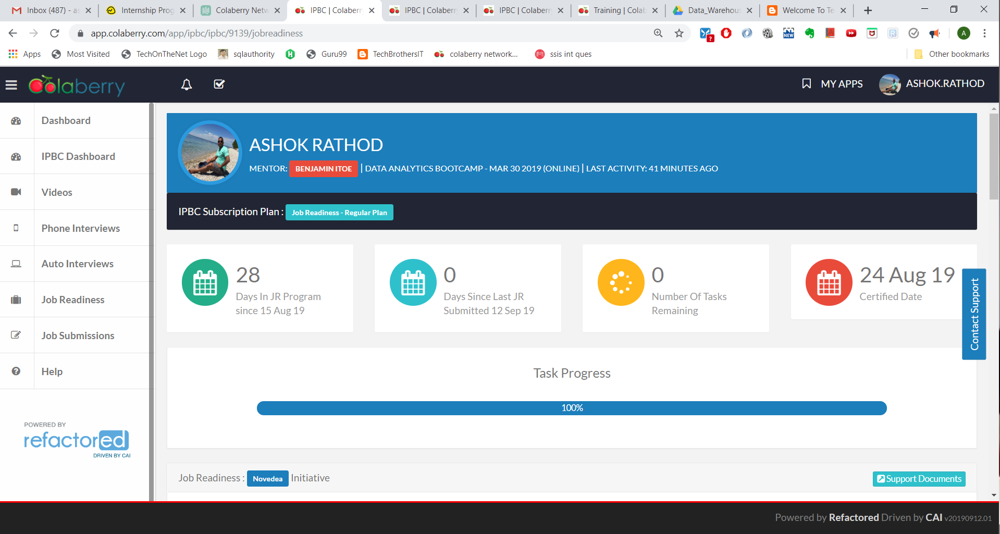 Inbox (487) - as
Internship Prog
Colaberry Netw
IPBC | Colaberry
IPBC | Colaberry
IPBC | Colaberry
Training | Colab
Data_Warehous
Welcome To Te
app.colaberry.com/app/ipbc/ipbc/9139/jobreadiness
A
Apps
Most Visited
TechOnTheNet Logo
sqlauthority
Guru99
TechBrothersIT
colaberry network...
ssis int ques
Other bookmarks
Colaberry
MY APPS
ASHOK.RATHOD
Dashboard
IPBC Dashboard
Videos
Phone Interviews
Auto Interviews
Job Readiness
Job Submissions
Help
POWERED BY
refactored
DRIVEN BY CAI
ASHOK RATHOD
MENTOR: BENJAMIN ITOE | DATA ANALYTICS BOOTCAMP - MAR 30 2019 (ONLINE) | LAST ACTIVITY: 41 MINUTES AGO
IPBC Subscription Plan : Job Readiness - Regular Plan
28
Days In JR Program
since 15 Aug 19
0
Days Since Last JR
Submitted 12 Sep 19
0
Number Of Tasks
Remaining
24 Aug 19
Certified Date
Contact Support
Task Progress
100%
Job Readiness : Novedea Initiative
Support Documents
Powered by Refactored Driven by CAI v20190912.01